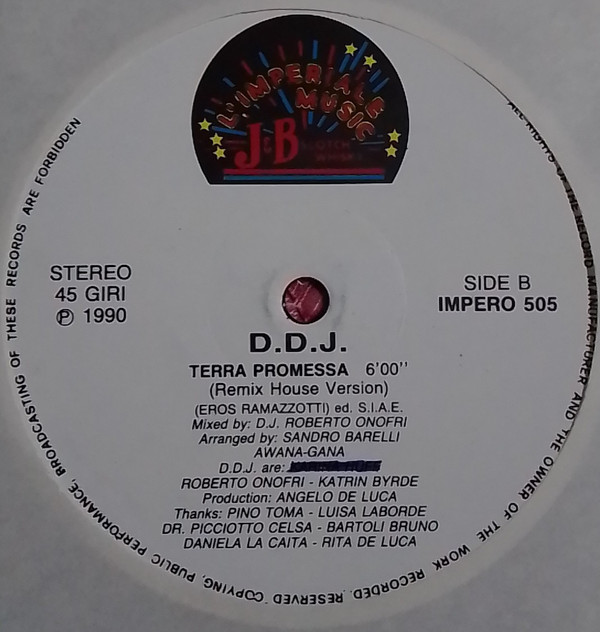 L'IMPERIALE
MUSIC
J&B
SCOTCH
WHISKY
ALL RIGHTS OF THE RECORD MANUFACTURER AND THE OWNER OF THE WORK RECORDED RESERVED COPYING, PUBLIC PERFORMANCE, BROADCASTING OF THESE RECORDS ARE FORBIDDEN
STEREO
45 GIRI
Ⓟ 1990
SIDE B
IMPERO 505
D.D.J.
TERRA PROMESSA 6'00''
(Remix House Version)
(EROS RAMAZZOTTI) ed. S.I.A.E.
Mixed by: D.J. ROBERTO ONOFRI
Arranged by: SANDRO BARELLI
AWANA-GANA
D.D.J. are:
ROBERTO ONOFRI - KATRIN BYRDE
Production: ANGELO DE LUCA
Thanks: PINO TOMA - LUISA LABORDE
DR. PICCIOTTO CELSA - BARTOLI BRUNO
DANIELA LA CAITA - RITA DE LUCA